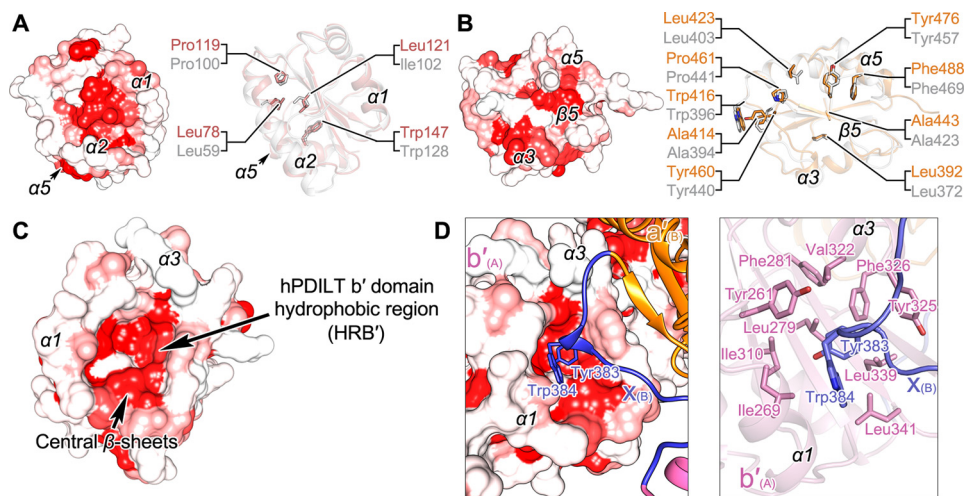 A
α1
α2
α5
Pro119
Pro100
Leu78
Leu59
Leu121
Ile102
α1
Trp147
Trp128
α2
α5
B
α5
β5
α3
Leu423
Leu403
Pro461
Pro441
Trp416
Trp396
Ala414
Ala394
Tyr460
Tyr440
Tyr476
Tyr457
α5
Phe488
Phe469
Ala443
Ala423
β5
Leu392
Leu372
α3
C
α3
α1
hPDILT b′ domain
hydrophobic region
(HRB′)
Central β-sheets
D
b′(A)
α3
a′(B)
Tyr383
Trp384
X(B)
α1
α3
Val322
Phe281
Phe326
Tyr261
Tyr325
Leu279
Tyr383
Ile310
Leu339
X(B)
Trp384
Ile269
Leu341
α1
b′(A)